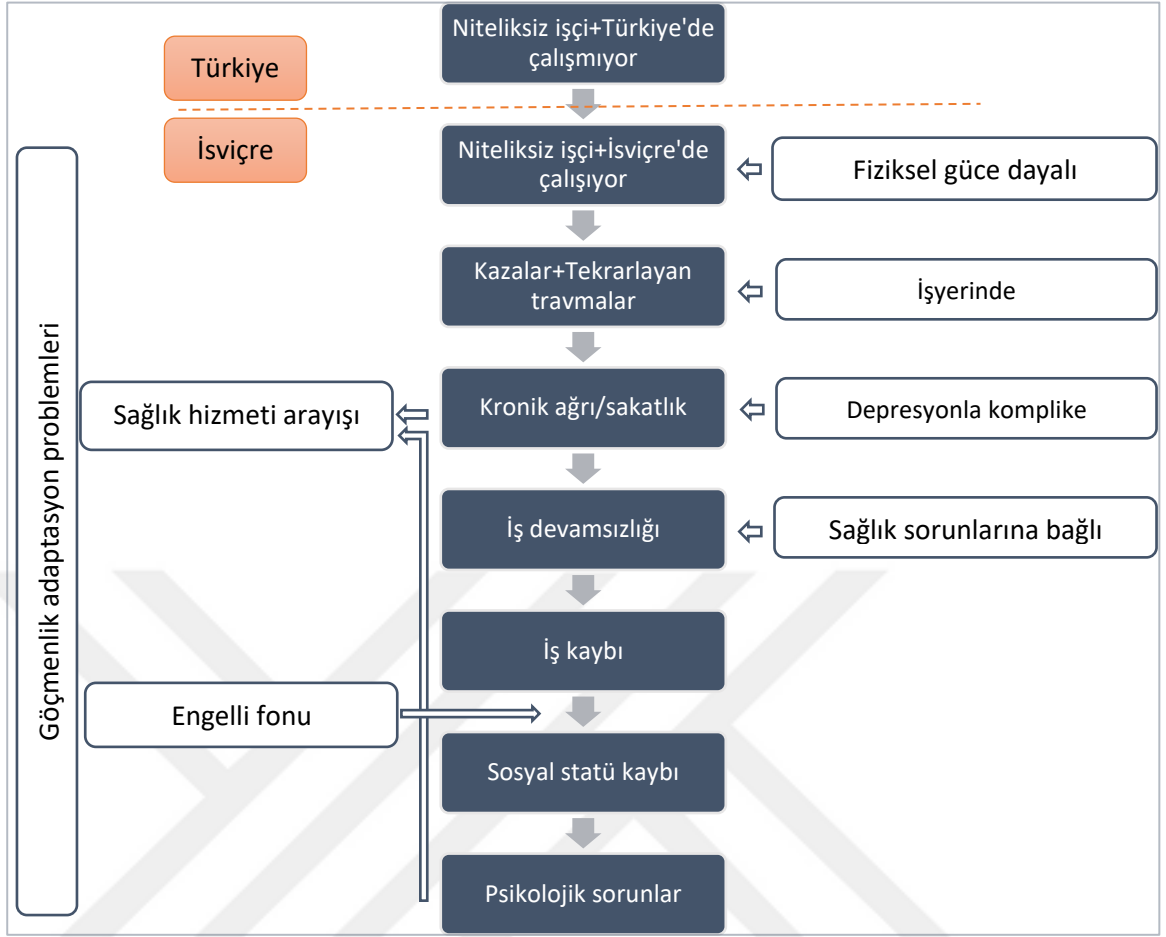 Niteliksiz işçi+Türkiye'de
çalışmıyor
Türkiye
İsviçre
Niteliksiz işçi+İsviçre'de
çalışıyor
Fiziksel güce dayalı
Kazalar+Tekrarlayan
travmalar
İşyerinde
Göçmenlik adaptasyon problemleri
Sağlık hizmeti arayışı
Kronik ağrı/sakatlık
Depresyonla komplike
İş devamsızlığı
Sağlık sorunlarına bağlı
İş kaybı
Engelli fonu
Sosyal statü kaybı
Psikolojik sorunlar